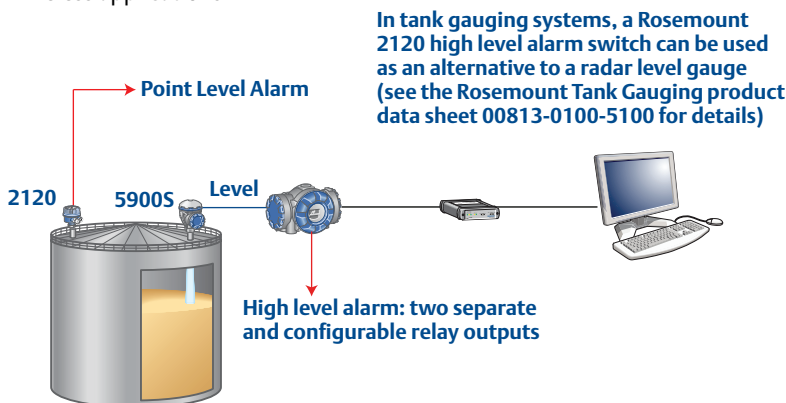 In tank gauging systems, a Rosemount
2120 high level alarm switch can be used
as an alternative to a radar level gauge
(see the Rosemount Tank Gauging product
data sheet 00813-0100-5100 for details)
Point Level Alarm
2120
5900S
Level
High level alarm: two separate
and configurable relay outputs